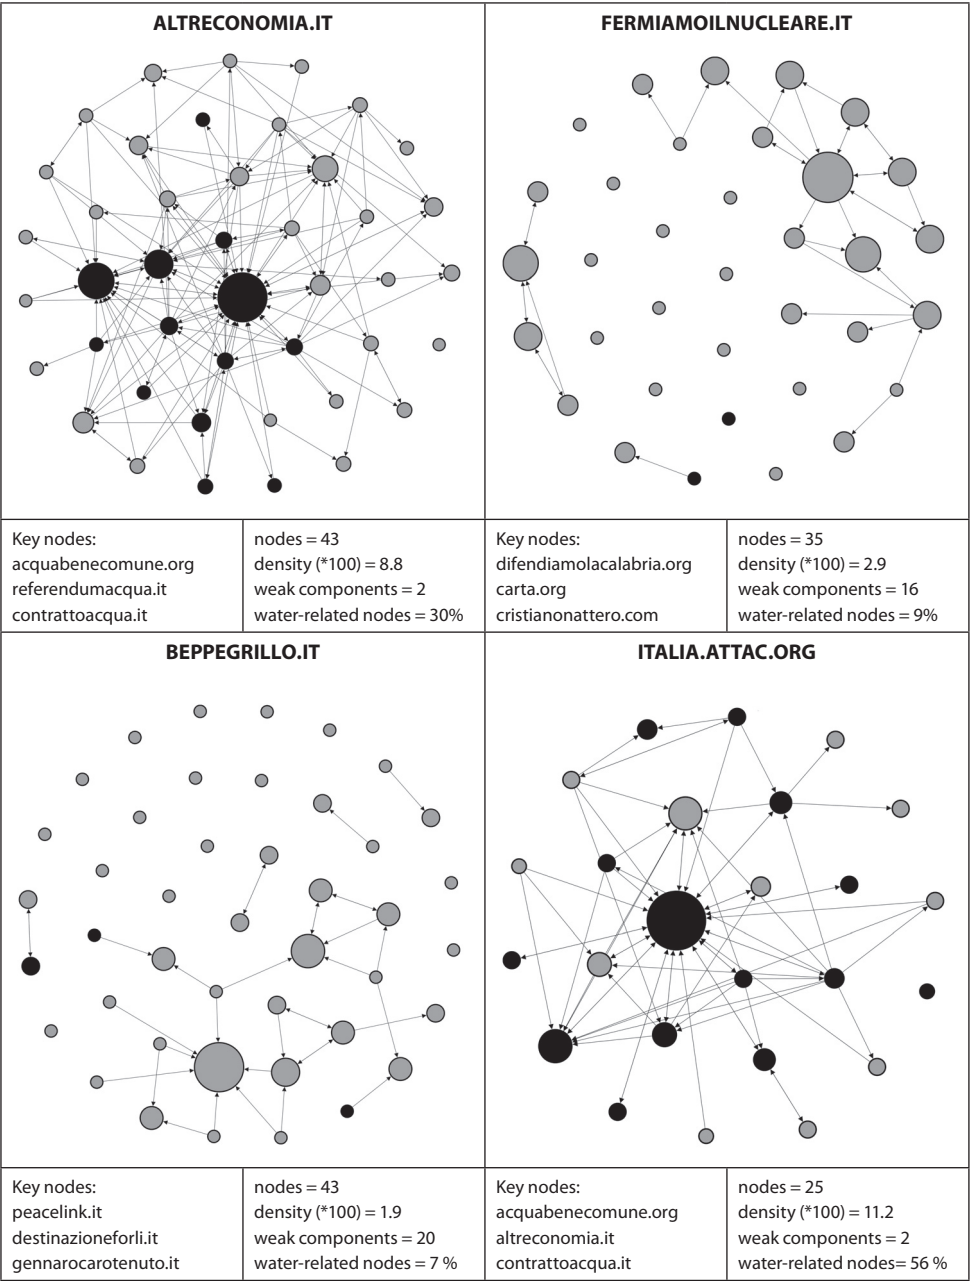 ALTRECONOMIA.IT
FERMIAMOILNUCLEARE.IT
Key nodes:
acquabenecomune.org
referendumacqua.it
contrattoacqua.it
nodes = 43
density (*100) = 8.8
weak components = 2
water-related nodes = 30%
Key nodes:
difendiamolacalabria.org
carta.org
cristianonattero.com
nodes = 35
density (*100) = 2.9
weak components = 16
water-related nodes = 9%
BEPPEGRILLO.IT
ITALIA.ATTAC.ORG
Key nodes:
peacelink.it
destinazioneforli.it
gennarocarotenuto.it
nodes = 43
density (*100) = 1.9
weak components = 20
water-related nodes = 7 %
Key nodes:
acquabenecomune.org
altreconomia.it
contrattoacqua.it
nodes = 25
density (*100) = 11.2
weak components = 2
water-related nodes= 56 %